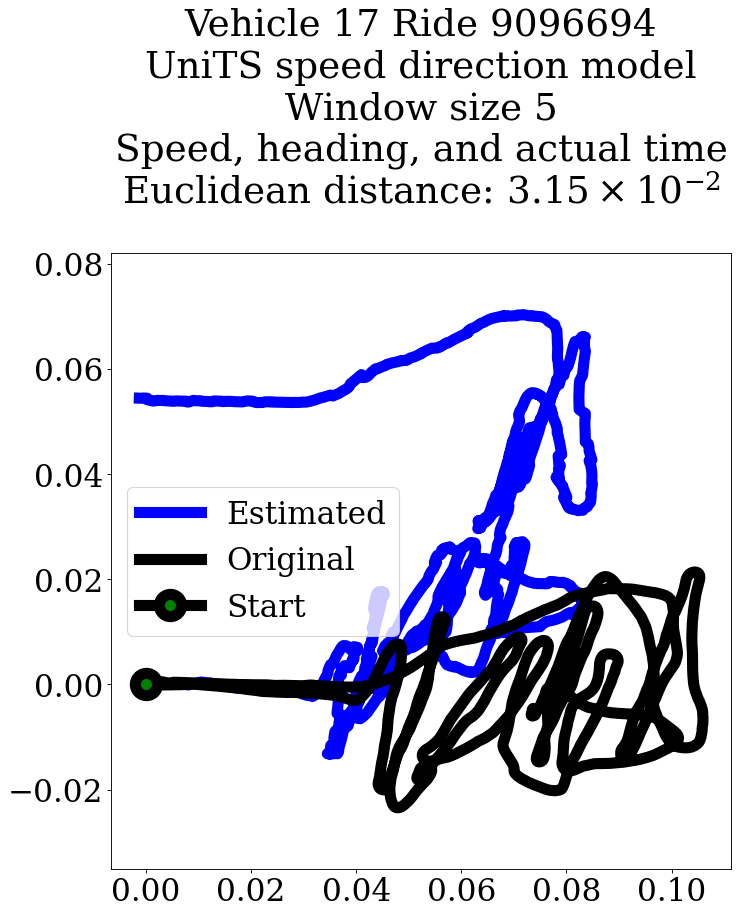 Vehicle 17 Ride 9096694
UniTS speed direction model
Window size 5
Speed, heading, and actual time
Euclidean distance: 3.15 × 10⁻²
0.08
0.06
0.04
0.02
0.00
−0.02
Estimated
Original
Start
0.00 0.02 0.04 0.06 0.08 0.10